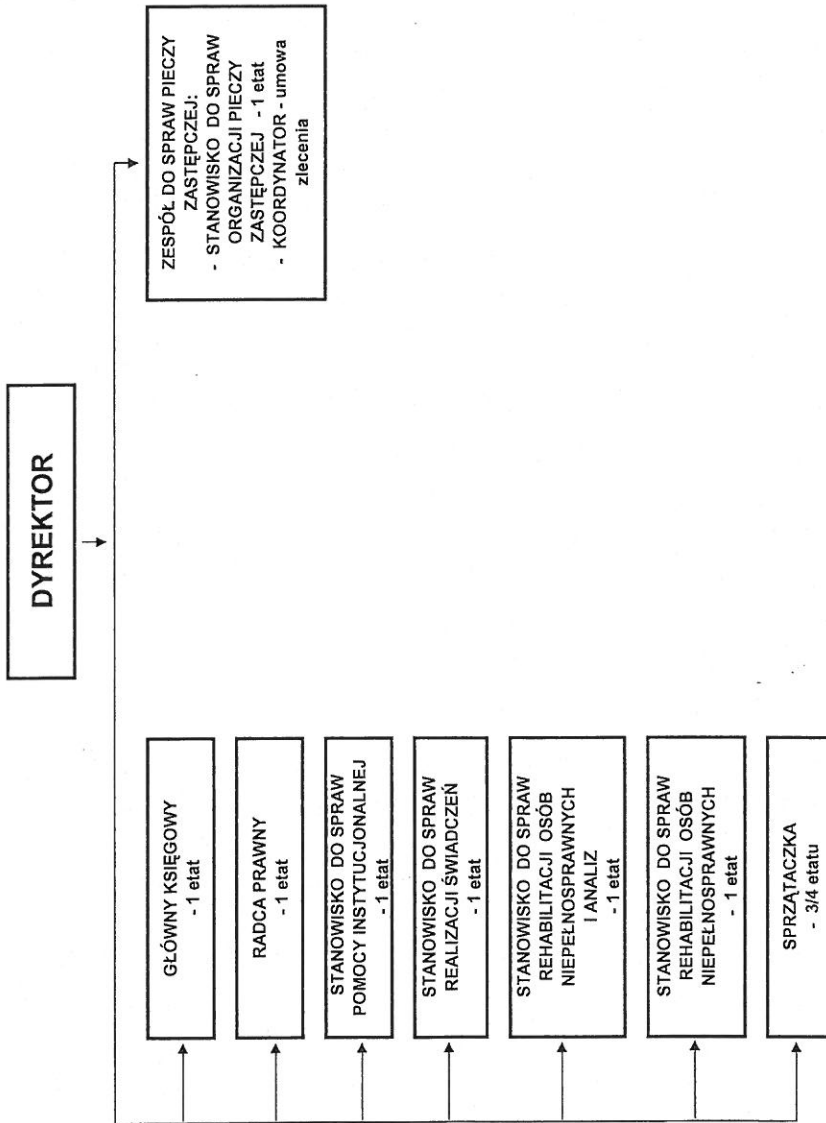 DYREKTOR
GŁÓWNY KSIĘGOWY
- 1 etat
RADCA PRAWNY
- 1 etat
STANOWISKO DO SPRAW
POMOCY INSTYTUCJONALNEJ
- 1 etat
STANOWISKO DO SPRAW
REALIZACJI ŚWIADCZEŃ
- 1 etat
STANOWISKO DO SPRAW
REHABILITACJI OSÓB
NIEPEŁNOSPRAWNYCH
I ANALIZ
- 1 etat
STANOWISKO DO SPRAW
REHABILITACJI OSÓB
NIEPEŁNOSPRAWNYCH
- 1 etat
SPRZĄTACZKA
- 3/4 etatu
ZESPÓŁ DO SPRAW PIECZY
ZASTĘPCZEJ:
- STANOWISKO DO SPRAW
ORGANIZACJI PIECZY
ZASTĘPCZEJ - 1 etat
- KOORDYNATOR - umowa
zlecenia